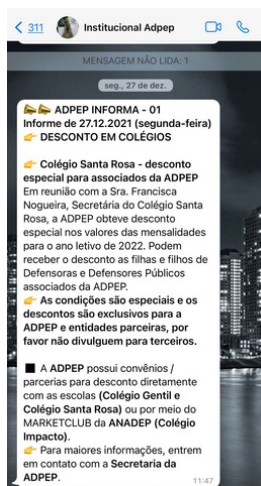 311
Institucional Adpep
MENSAGEM NÃO LIDA: 1
seg., 27 de dez.
ADPEP INFORMA - 01
Informe de 27.12.2021 (segunda-feira)
DESCONTO EM COLÉGIOS
Colégio Santa Rosa - desconto
especial para associados da ADPEP
Em reunião com a Sra. Francisca
Nogueira, Secretária do Colégio Santa
Rosa, a ADPEP obteve desconto
especial nos valores das mensalidades
para o ano letivo de 2022. Podem
receber o desconto as filhas e filhos de
Defensoras e Defensores Públicos
associados da ADPEP.
As condições são especiais e os
descontos são exclusivos para a
ADPEP e entidades parceiras, por
favor não divulguem para terceiros.
A ADPEP possui convênios /
parcerias para desconto diretamente
com as escolas (Colégio Gentil e
Colégio Santa Rosa) ou por meio do
MARKETCLUB da ANADEP (Colégio
Impacto).
Para maiores informações, entrem
em contato com a Secretaria da
ADPEP.
11:47